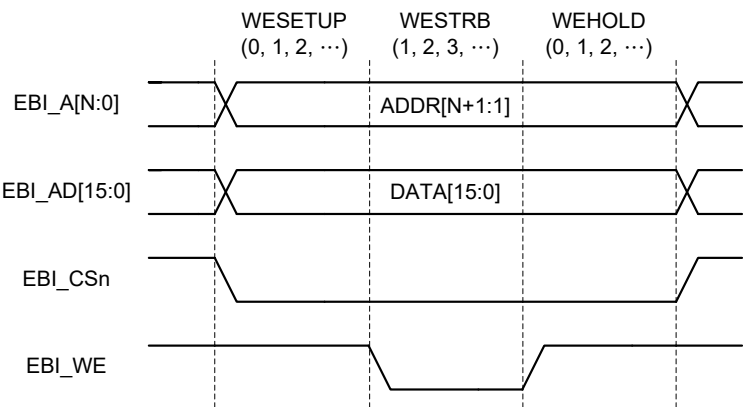 WESETUP WESTRB WEHOLD
(0, 1, 2, ⋯) (1, 2, 3, ⋯) (0, 1, 2, ⋯)
EBI_A[N:0] ADDR[N+1:1]
EBI_AD[15:0] DATA[15:0]
EBI_CSn
EBI_WE